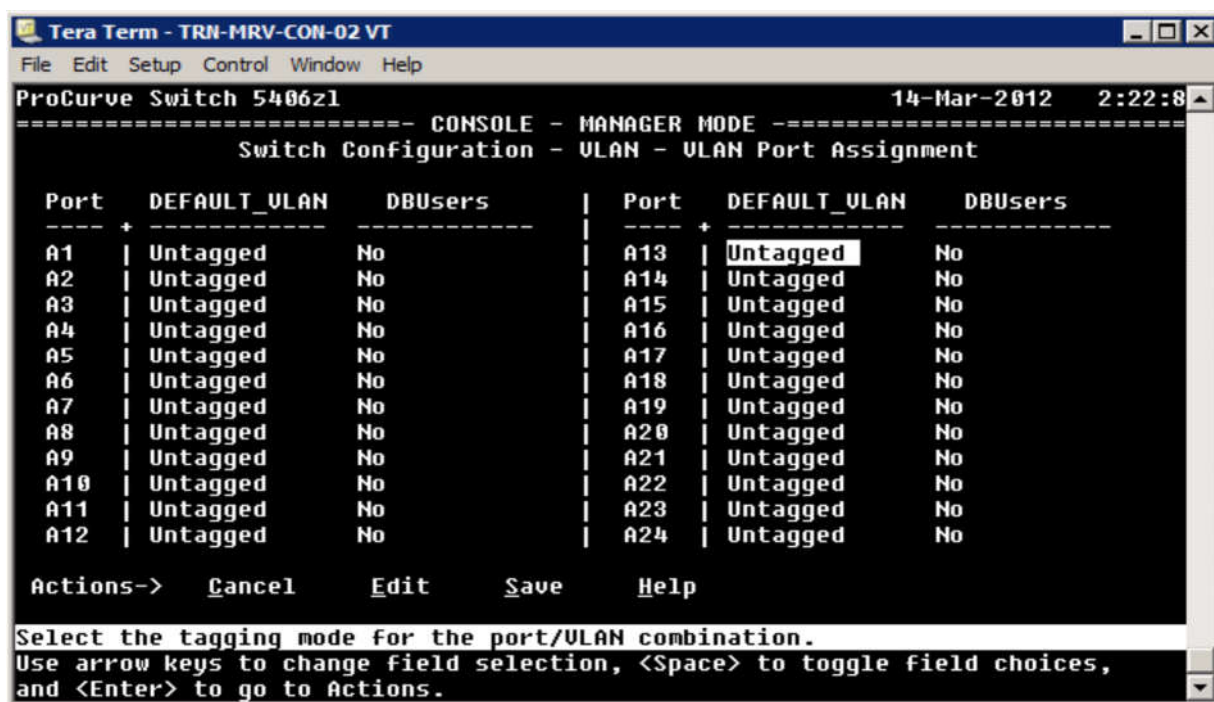 Tera Term - TRN-MRV-CON-02 VT
File Edit Setup Control Window Help
ProCurve Switch 5406zl 14-Mar-2012 2:22:8
==========================- CONSOLE - MANAGER MODE -============================
Switch Configuration - VLAN - VLAN Port Assignment
Port DEFAULT_VLAN DBUsers | Port DEFAULT_VLAN DBUsers
---- + ------------ ------------ | ---- + ------------ ------------
A1 | Untagged No | A13 | Untagged No
A2 | Untagged No | A14 | Untagged No
A3 | Untagged No | A15 | Untagged No
A4 | Untagged No | A16 | Untagged No
A5 | Untagged No | A17 | Untagged No
A6 | Untagged No | A18 | Untagged No
A7 | Untagged No | A19 | Untagged No
A8 | Untagged No | A20 | Untagged No
A9 | Untagged No | A21 | Untagged No
A10 | Untagged No | A22 | Untagged No
A11 | Untagged No | A23 | Untagged No
A12 | Untagged No | A24 | Untagged No
Actions-> Cancel Edit Save Help
Select the tagging mode for the port/VLAN combination.
Use arrow keys to change field selection, <Space> to toggle field choices,
and <Enter> to go to Actions.